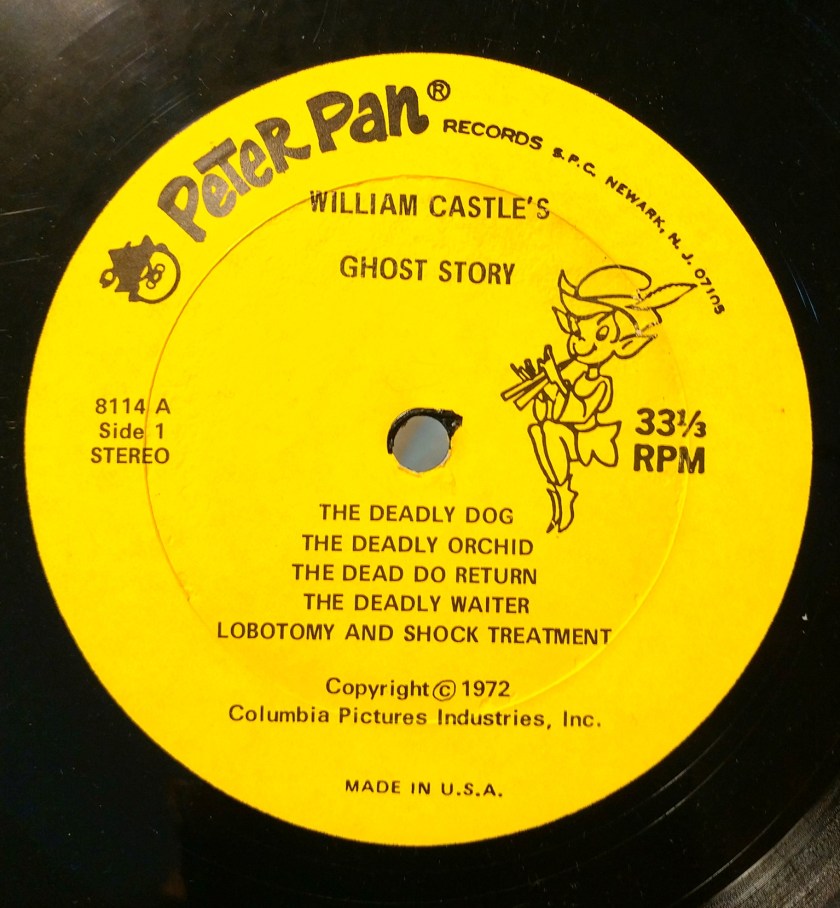 PETER PAN® RECORDS S.P.C. NEWARK, N.J. 07105
WILLIAM CASTLE'S
GHOST STORY
8114 A
Side 1
STEREO
33⅓
RPM
THE DEADLY DOG
THE DEADLY ORCHID
THE DEAD DO RETURN
THE DEADLY WAITER
LOBOTOMY AND SHOCK TREATMENT
Copyright © 1972
Columbia Pictures Industries, Inc.
MADE IN U.S.A.